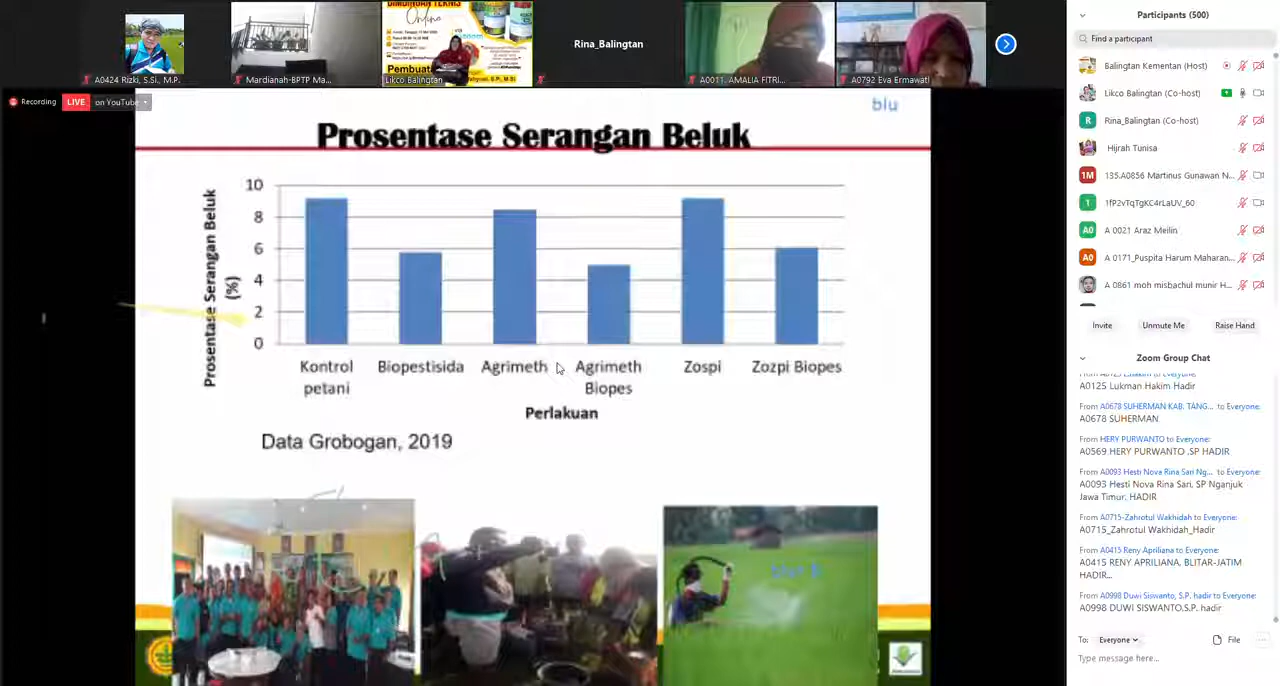 BIMBINGAN TEKNIS
Online
A0424 Rizki, S.Si., M.P.
Mardianah-BPTP Ma...
Likco Balingtan
Rina_Balingtan
A0011. AMALIA FITRI...
A0792 Eva Ermawati
Recording
LIVE on YouTube
blu
Prosentase Serangan Beluk
Prosentase Serangan Beluk
(%)
10
8
6
4
2
0
Kontrol petani
Biopestisida
Agrimeth
Agrimeth Biopes
Zospi
Zozpi Biopes
Perlakuan
Data Grobogan, 2019
Participants (500)
Find a participant
Balingtan Kementan (Host)
Likco Balingtan (Co-host)
R Rina_Balingtan (Co-host)
Hijrah Tunisa
1M 135.A0856 Martinus Gunawan N...
1 1fP2vTqTgKC4rLaUV_60
A0 A 0021 Araz Meilin
A0 A 0171_Puspita Harum Maharan...
A 0861 moh misbachul munir H...
Invite
Unmute Me
Raise Hand
Zoom Group Chat
A0125 Lukman Hakim Hadir
From A0678 SUHERMAN KAB. TANG... to Everyone:
A0678 SUHERMAN
From HERY PURWANTO to Everyone:
A0569 HERY PURWANTO .SP HADIR
From A0093 Hesti Nova Rina Sari Ng... to Everyone:
A0093 Hesti Nova Rina Sari, SP Nganjuk
Jawa Timur. HADIR
From A0715-Zahrotul Wakhidah to Everyone:
A0715_Zahrotul Wakhidah_Hadir
From A0415 Reny Apriliana to Everyone:
A0415 RENY APRILIANA, BLITAR-JATIM
HADIR...
From A0998 Duwi Siswanto, S.P. hadir to Everyone:
A0998 DUWI SISWANTO.S.P. hadir
To: Everyone
File
Type message here...